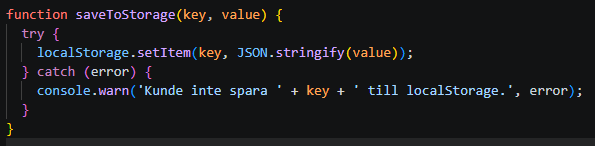 function saveToStorage(key, value) {
  try {
    localStorage.setItem(key, JSON.stringify(value));
  } catch (error) {
    console.warn('Kunde inte spara ' + key + ' till localStorage.', error);
  }
}